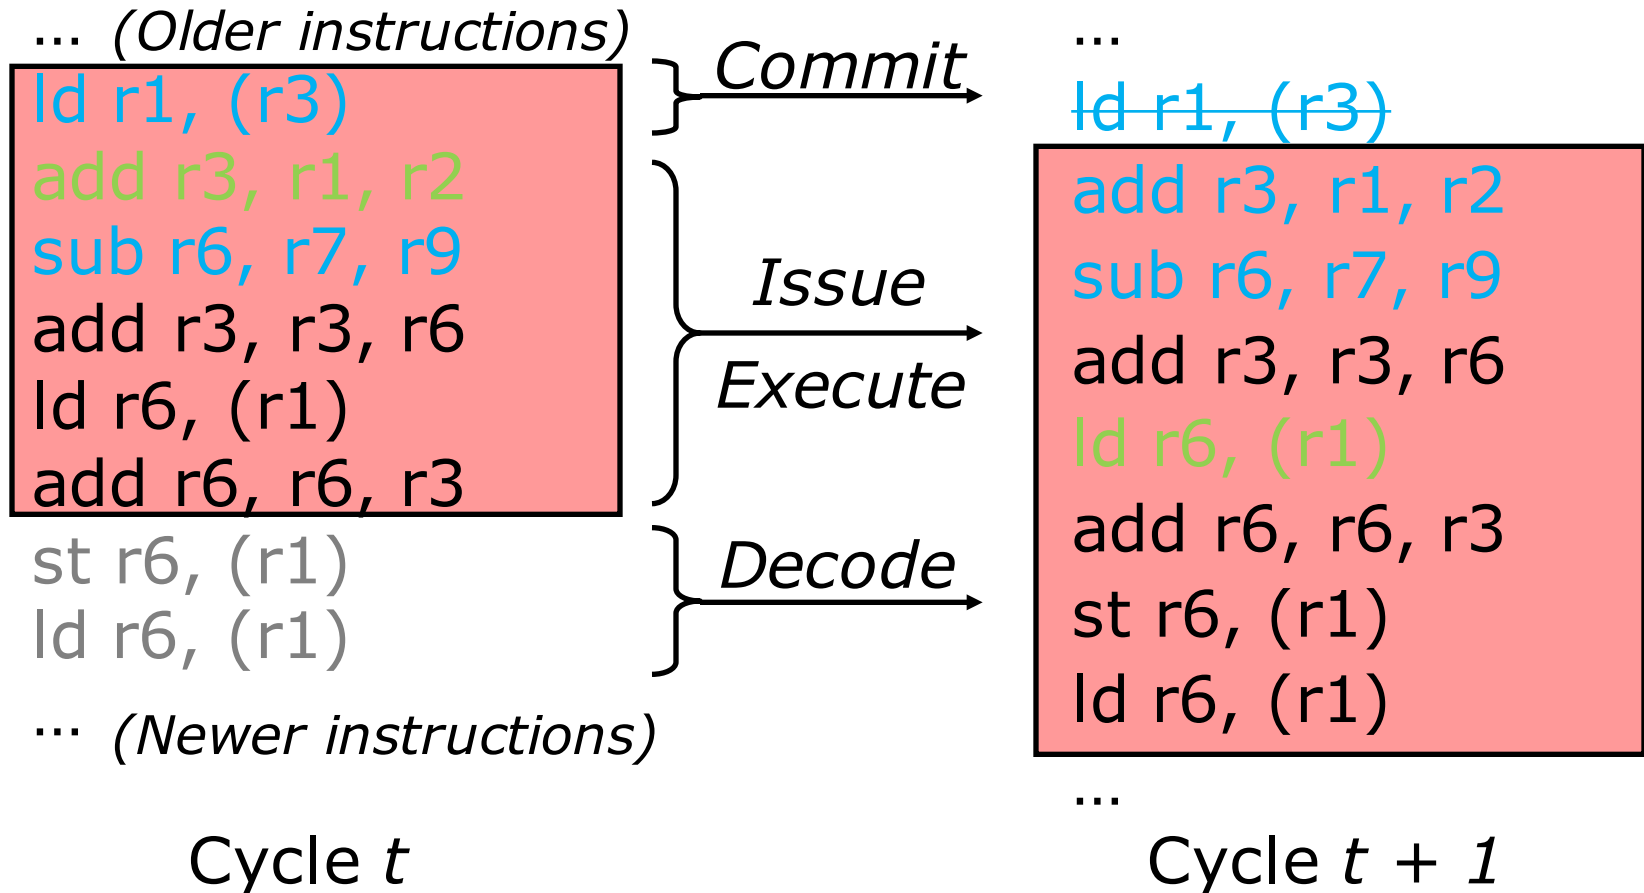 ... (Older instructions)
ld r1, (r3)
add r3, r1, r2
sub r6, r7, r9
add r3, r3, r6
ld r6, (r1)
add r6, r6, r3
st r6, (r1)
ld r6, (r1)
... (Newer instructions)
Cycle t
Commit
Issue
Execute
Decode
...
ld r1, (r3)
add r3, r1, r2
sub r6, r7, r9
add r3, r3, r6
ld r6, (r1)
add r6, r6, r3
st r6, (r1)
ld r6, (r1)
...
Cycle t + 1